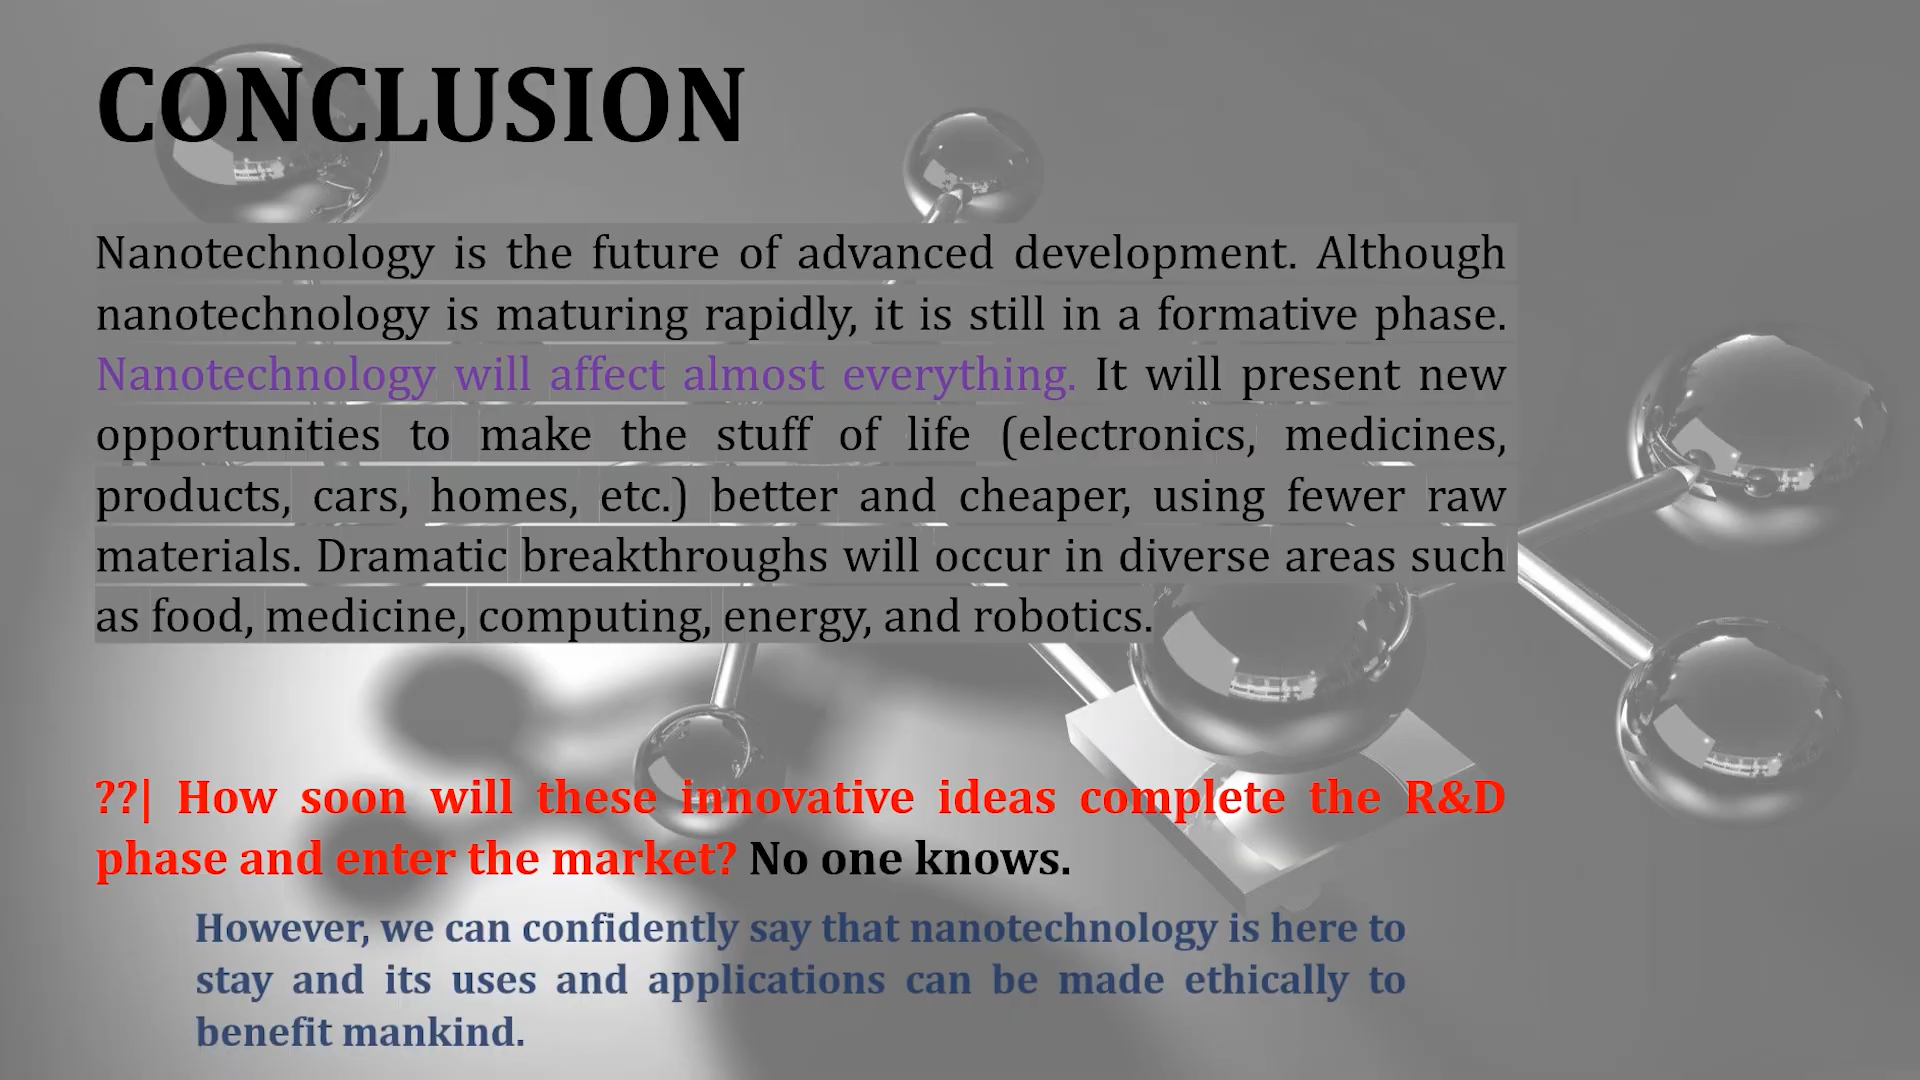 CONCLUSION
Nanotechnology is the future of advanced development. Although
nanotechnology is maturing rapidly, it is still in a formative phase.
Nanotechnology will affect almost everything. It will present new
opportunities to make the stuff of life (electronics, medicines,
products, cars, homes, etc.) better and cheaper, using fewer raw
materials. Dramatic breakthroughs will occur in diverse areas such
as food, medicine, computing, energy, and robotics.
??| How soon will these innovative ideas complete the R&D
phase and enter the market? No one knows.
However, we can confidently say that nanotechnology is here to
stay and its uses and applications can be made ethically to
benefit mankind.